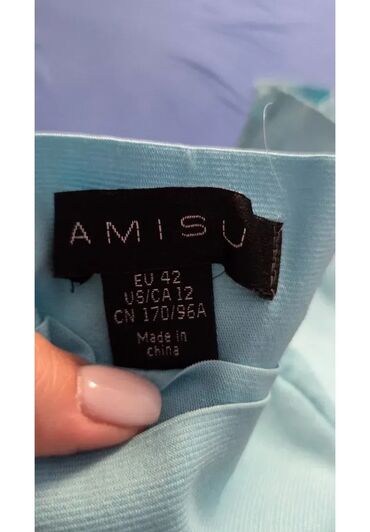 AMISU
EU 42
US/CA 12
CN 170/96A
Made in
china